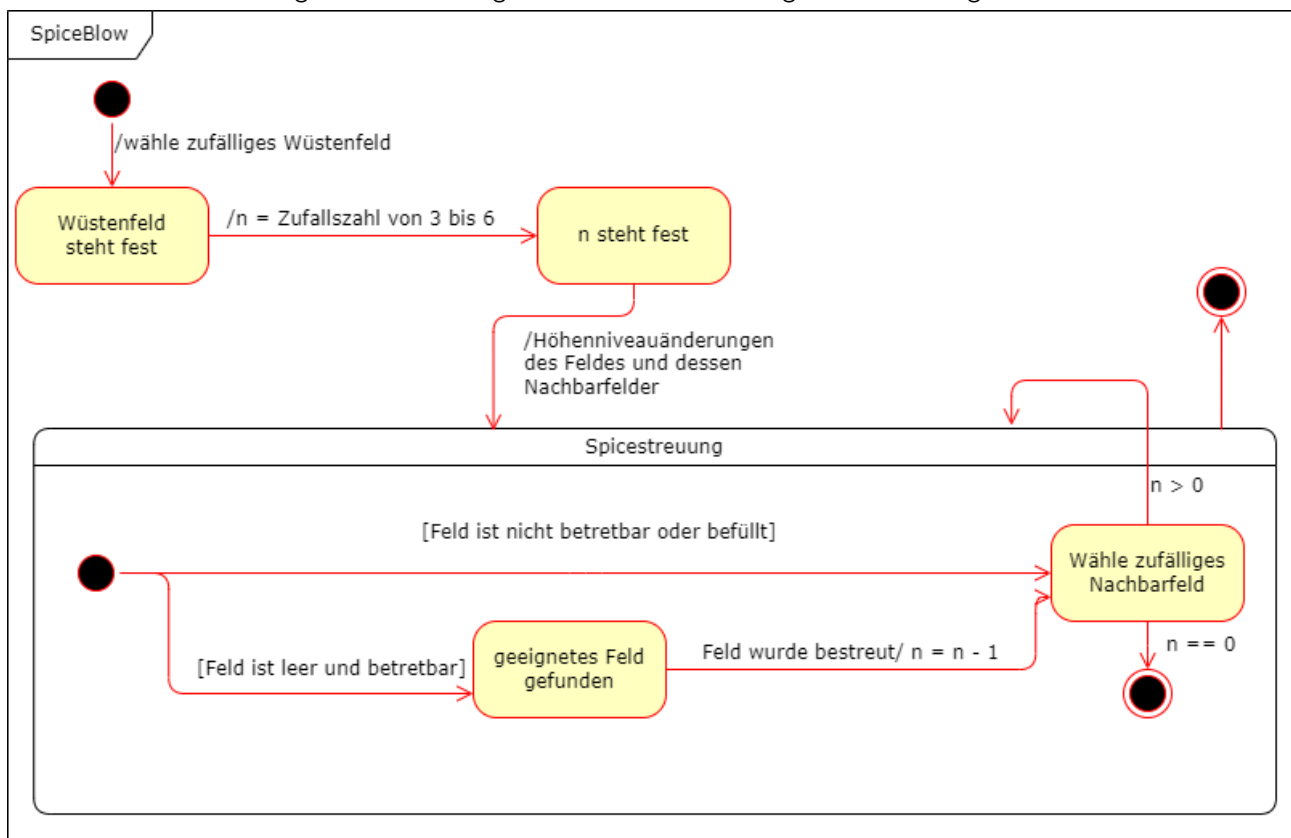 SpiceBlow
/wähle zufälliges Wüstenfeld
Wüstenfeld
steht fest
/n = Zufallszahl von 3 bis 6
n steht fest
/Höhenniveauänderungen
des Feldes und dessen
Nachbarfelder
Spicestreuung
n > 0
[Feld ist nicht betretbar oder befüllt]
Wähle zufälliges
Nachbarfeld
[Feld ist leer und betretbar]
geeignetes Feld
gefunden
Feld wurde bestreut/ n = n - 1
n == 0